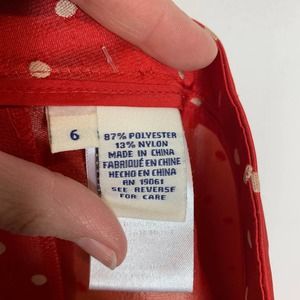 6
87% POLYESTER
13% NYLON
MADE IN CHINA
FABRIQUÉ EN CHINE
HECHO EN CHINA
RN 19061
SEE REVERSE
FOR CARE